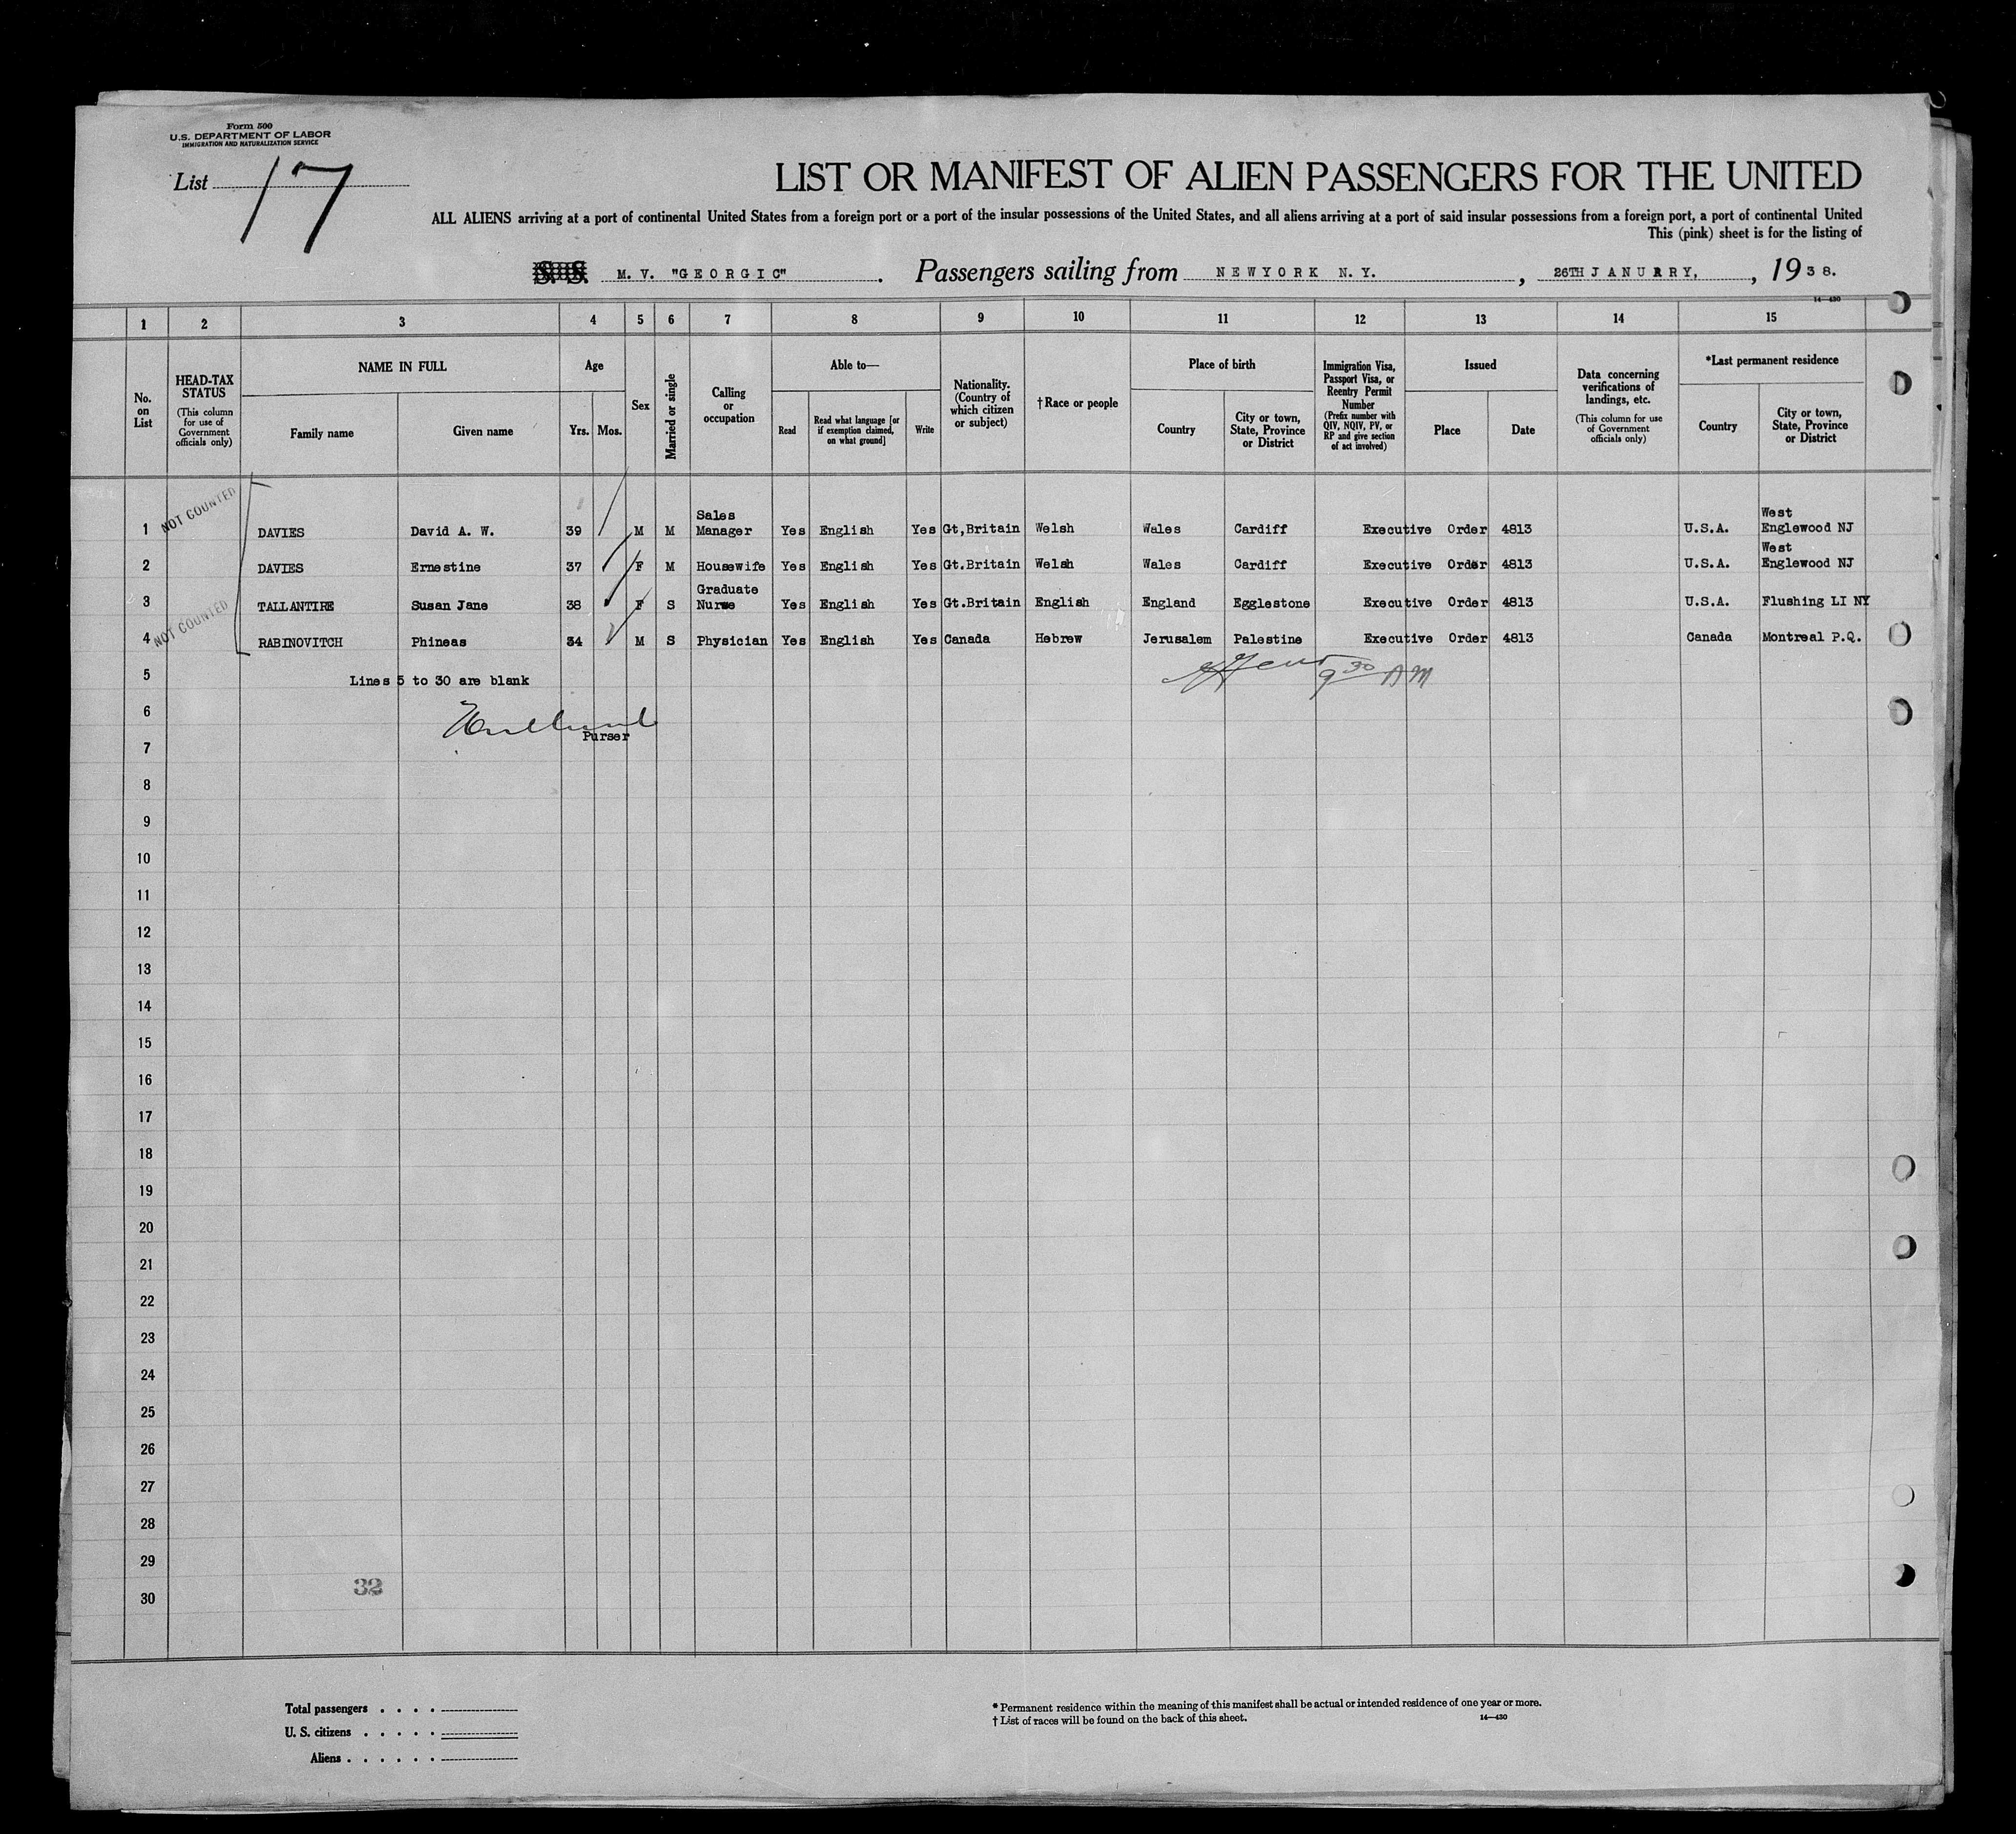 Form 500
U.S. DEPARTMENT OF LABOR
IMMIGRATION AND NATURALIZATION SERVICE
List 17
LIST OR MANIFEST OF ALIEN PASSENGERS FOR THE UNITED
ALL ALIENS arriving at a port of continental United States from a foreign port or a port of the insular possessions of the United States, and all aliens arriving at a port of said insular possessions from a foreign port, a port of continental United
This (pink) sheet is for the listing of
S. S. M. V. "GEORGIC". Passengers sailing from NEWYORK N.Y., 26TH JANURRY, , 1938.
14—430
1 2 3 4 5 6 7 8 9 10 11 12 13 14 15
No. on List
HEAD-TAX STATUS
(This column for use of Government officials only)
NAME IN FULL
Family name
Given name
Age
Yrs.
Mos.
Sex
Married or single
Calling or occupation
Able to—
Read
Read what language [or if exemption claimed, on what ground]
Write
Nationality. (Country of which citizen or subject)
†Race or people
Place of birth
Country
City or town, State, Province or District
Immigration Visa, Passport Visa, or Reentry Permit Number
(Prefix number with QIV, NQIV, PV, or RP and give section of act involved)
Issued
Place
Date
Data concerning verifications of landings, etc.
(This column for use of Government officials only)
*Last permanent residence
Country
City or town, State, Province or District
NOT COUNTED
1 DAVIES David A. W. 39 M M Sales Manager Yes English Yes Gt,Britain Welsh Wales Cardiff Executive Order 4813 U.S.A. West Englewood NJ
2 DAVIES Ernestine 37 F M Housewife Yes English Yes Gt.Britain Welsh Wales Cardiff Executive Order 4813 U.S.A. West Englewood NJ
3 TALLANTIRE Susan Jane 38 F S Graduate Nurse Yes English Yes Gt.Britain English England Egglestone Executive Order 4813 U.S.A. Flushing LI NY
NOT COUNTED
4 RABINOVITCH Phineas 34 M S Physician Yes English Yes Canada Hebrew Jerusalem Palestine Executive Order 4813 Canada Montreal P.Q.
5 Lines 5 to 30 are blank
9 30 AM
6
Purser
7
8
9
10
11
12
13
14
15
16
17
18
19
20
21
22
23
24
25
26
27
28
29
32
30
Total passengers . . . .
U. S. citizens . . . . .
Aliens . . . . . .
* Permanent residence within the meaning of this manifest shall be actual or intended residence of one year or more.
† List of races will be found on the back of this sheet.
14—430